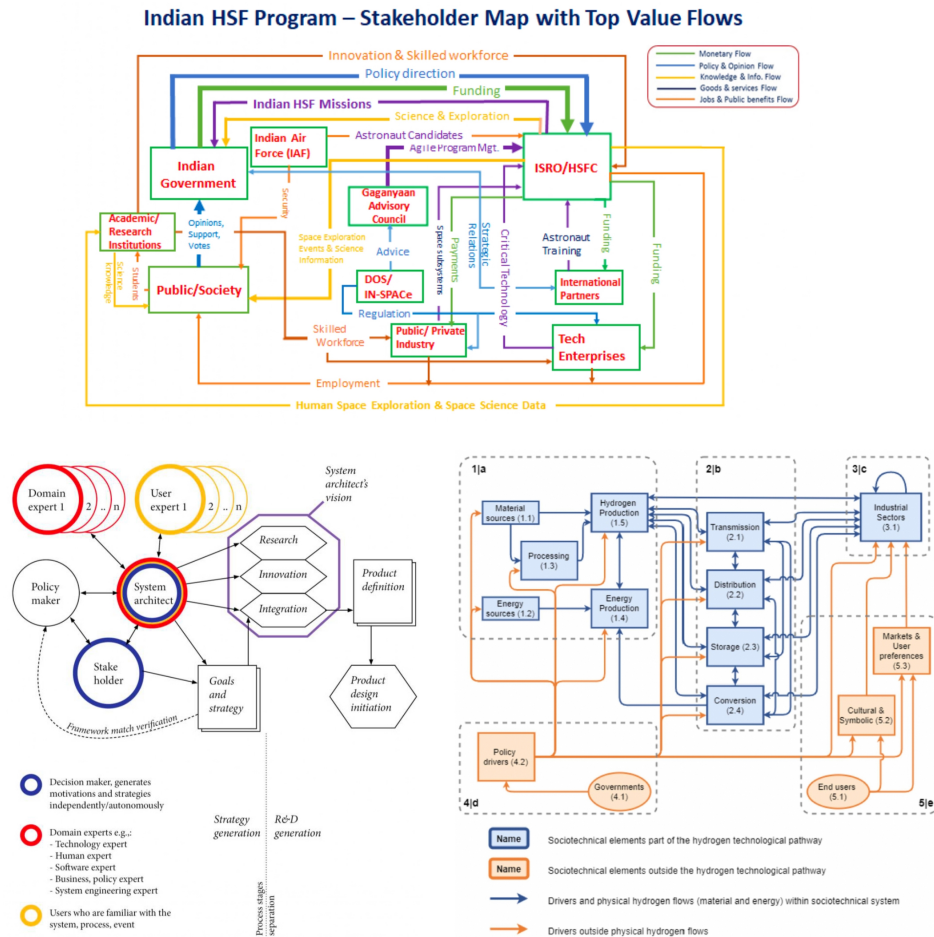 Indian HSF Program – Stakeholder Map with Top Value Flows
Innovation & Skilled workforce
Policy direction
Funding
Indian HSF Missions
Science & Exploration
Monetary Flow
Policy & Opinion Flow
Knowledge & Info. Flow
Goods & services Flow
Jobs & Public benefits Flow
Indian Air
Force (IAF)
Astronaut Candidates
Agile Program Mgt.
Indian
Government
ISRO/HSFC
Security
Gaganyaan
Advisory
Council
Academic/
Research
Institutions
Opinions,
Support,
Votes
Space Exploration
Events & Science
Information
Advice
Space subsystems
Payments
Strategic
Relations
Critical Technology
Astronaut
Training
Funding
Funding
Science
knowledge
Students
Public/Society
DOS/
IN-SPACe
International
Partners
Regulation
Skilled
Workforce
Public/ Private
Industry
Tech
Enterprises
Employment
Human Space Exploration & Space Science Data
Domain
expert 1
2
..
n
User
expert 1
2
..
n
System
architect's
vision
Research
Innovation
Integration
Policy
maker
System
architect
Product
definition
Stake
holder
Goals
and
strategy
Product
design
initiation
Framework match verification
Decision maker, generates
motivations and strategies
independently/autonomously
Domain experts e.g.,:
- Technology expert
- Human expert
- Software expert
- Business, policy expert
- System engineering expert
Users who are familiar with the
system, process, event
Strategy
generation
R&D
generation
Process stages
separation
1|a
2|b
3|c
Material
sources (1.1)
Hydrogen
Production
(1.5)
Processing
(1.3)
Energy
sources (1.2)
Energy
Production
(1.4)
Transmission
(2.1)
Distribution
(2.2)
Storage (2.3)
Conversion
(2.4)
Industrial
Sectors
(3.1)
Markets &
User
preferences
(5.3)
Cultural &
Symbolic (5.2)
Policy
drivers (4.2)
Governments
(4.1)
End users
(5.1)
4|d
5|e
Name
Sociotechnical elements part of the hydrogen technological pathway
Name
Sociotechnical elements outside the hydrogen technological pathway
Drivers and physical hydrogen flows (material and energy) within sociotechnical system
Drivers outside physical hydrogen flows